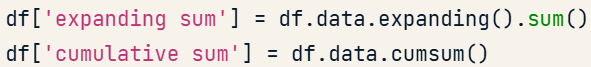 df['expanding sum'] = df.data.expanding().sum()
df['cumulative sum'] = df.data.cumsum()